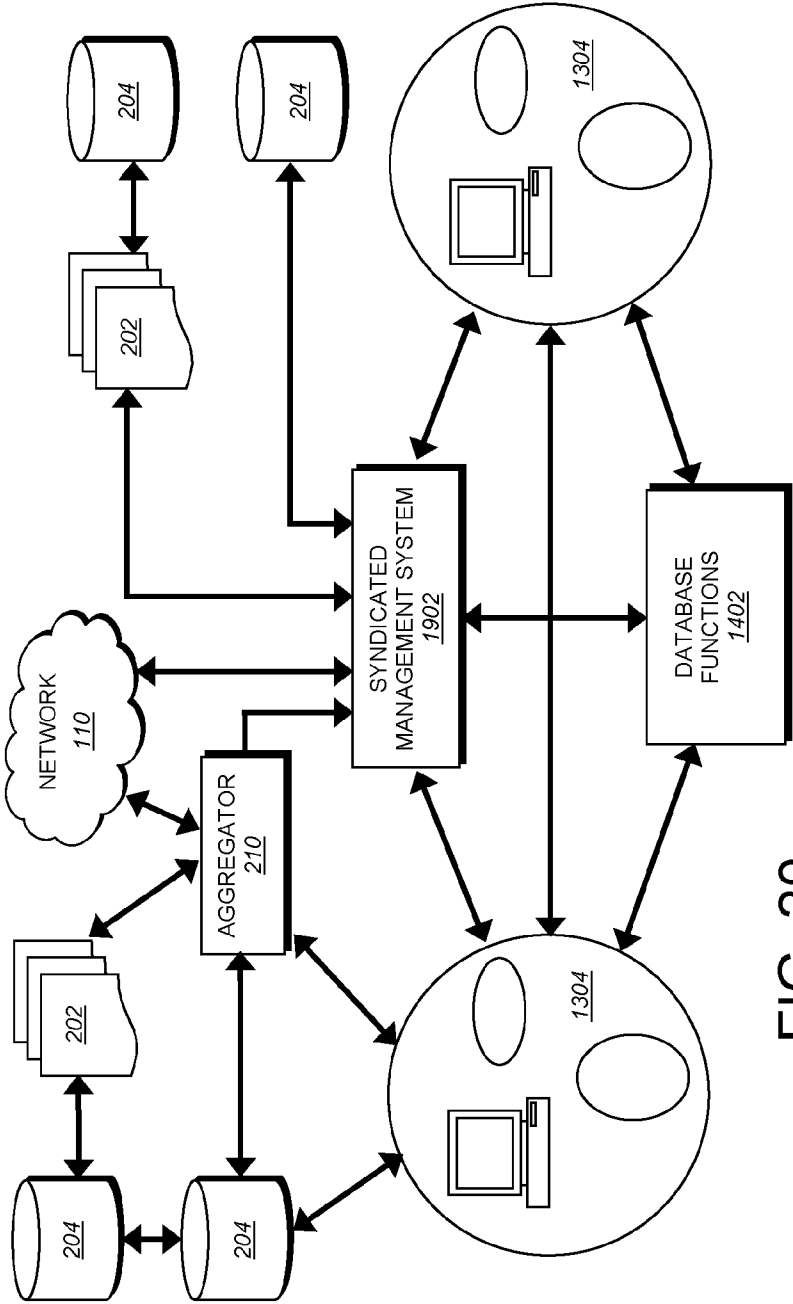 204
202
NETWORK
110
202
204
204
AGGREGATOR
210
204
SYNDICATED
MANAGEMENT SYSTEM
1902
1304
1304
DATABASE
FUNCTIONS
1402
FIG.